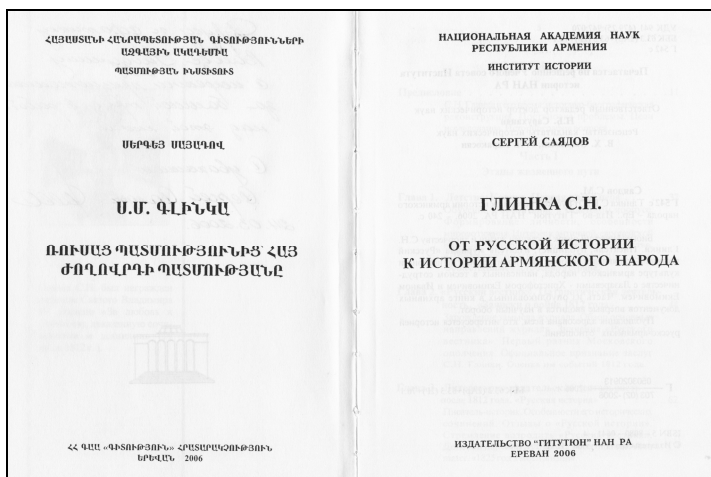 ՀԱՅԱՍՏԱՆԻ ՀԱՆՐԱՊԵՏՈՒԹՅԱՆ ԳԻՏՈՒԹՅՈՒՆՆԵՐԻ
ԱԶԳԱՅԻՆ ԱԿԱԴԵՄԻԱ
ՊԱՏՄՈՒԹՅԱՆ ԻՆՍՏԻՏՈՒՏ
ՍԵՐԳԵՅ ՍԱՅԱԴՈՎ
Ս.Մ. ԳԼԻՆԿԱ
ՌՈՒՍԱՑ ՊԱՏՄՈՒԹՅՈՒՆԻՑ՝ ՀԱՅ
ԺՈՂՈՎՐԴԻ ՊԱՏՄՈՒԹՅԱՆԸ
ՀՀ ԳԱԱ «ԳԻՏՈՒԹՅՈՒՆ» ՀՐԱՏԱՐԱԿՉՈՒԹՅՈՒՆ
ԵՐԵՎԱՆ 2006
НАЦИОНАЛЬНАЯ АКАДЕМИЯ НАУК
РЕСПУБЛИКИ АРМЕНИЯ
ИНСТИТУТ ИСТОРИИ
СЕРГЕЙ САЯДОВ
ГЛИНКА С.Н.
ОТ РУССКОЙ ИСТОРИИ
К ИСТОРИИ АРМЯНСКОГО НАРОДА
ИЗДАТЕЛЬСТВО "ГИТУТЮН" НАН РА
ЕРЕВАН 2006